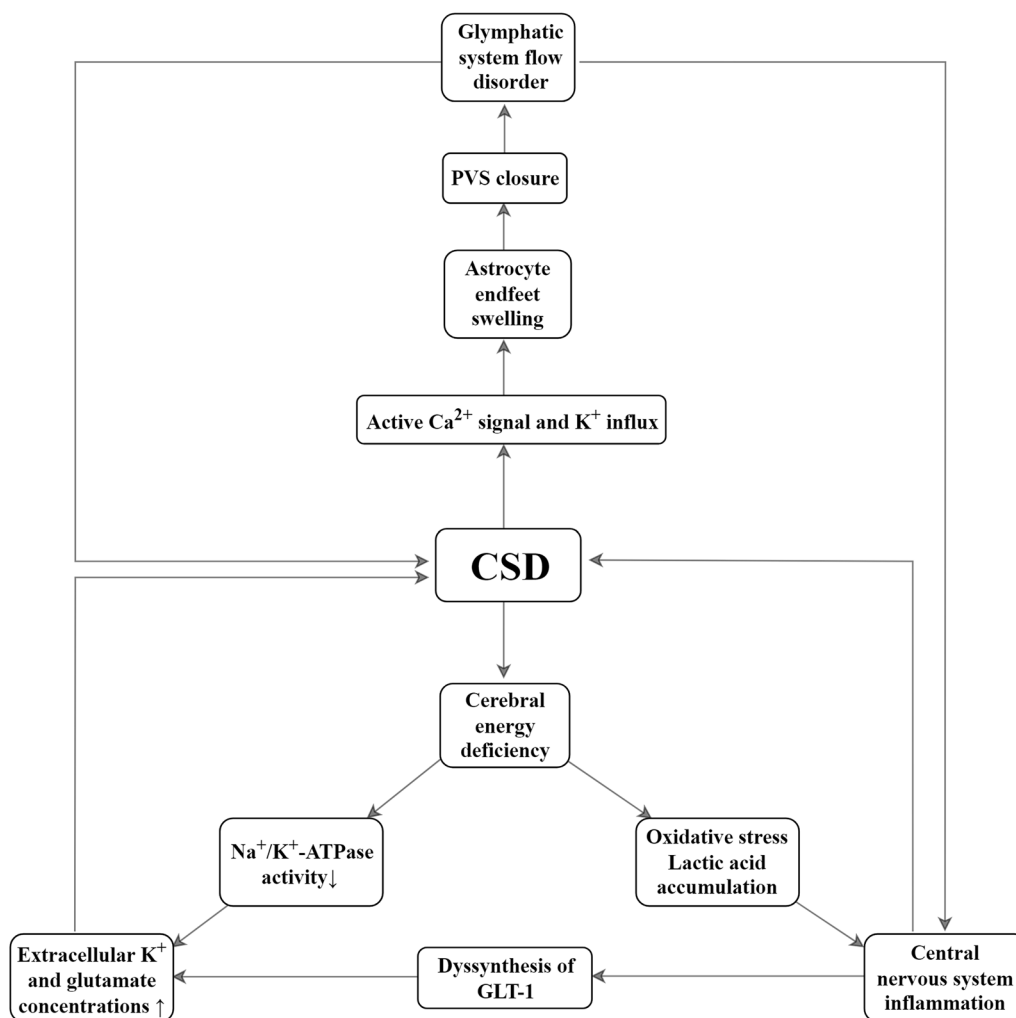 Glymphatic
system flow
disorder
PVS closure
Astrocyte
endfeet
swelling
Active Ca²⁺ signal and K⁺ influx
CSD
Cerebral
energy
deficiency
Na⁺/K⁺-ATPase
activity↓
Oxidative stress
Lactic acid
accumulation
Extracellular K⁺
and glutamate
concentrations ↑
Dyssynthesis of
GLT-1
Central
nervous system
inflammation